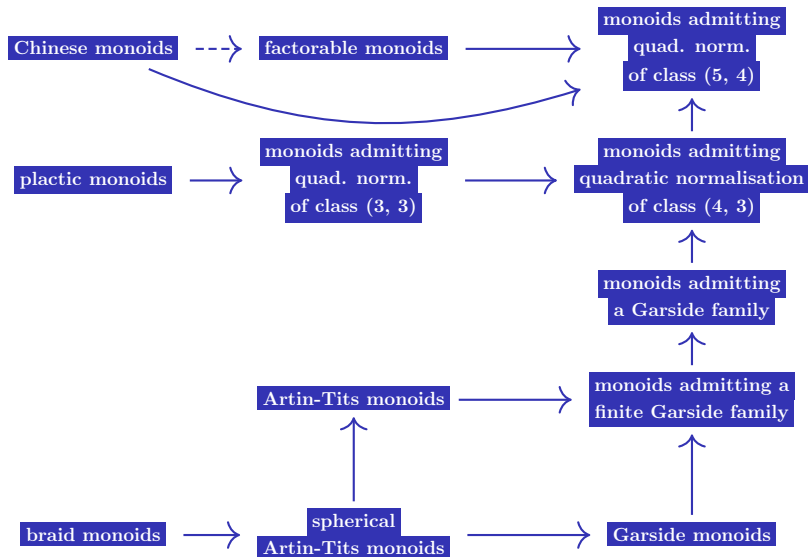 Chinese monoids
factorable monoids
monoids admitting
quad. norm.
of class (5, 4)
plactic monoids
monoids admitting
quad. norm.
of class (3, 3)
monoids admitting
quadratic normalisation
of class (4, 3)
monoids admitting
a Garside family
Artin-Tits monoids
monoids admitting a
finite Garside family
braid monoids
spherical
Artin-Tits monoids
Garside monoids